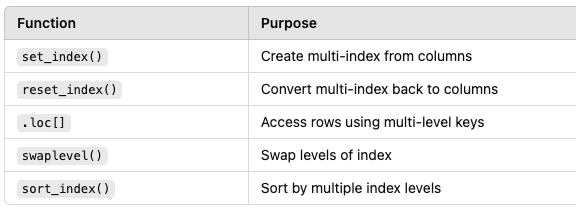 Function Purpose
set_index() Create multi-index from columns
reset_index() Convert multi-index back to columns
.loc[] Access rows using multi-level keys
swaplevel() Swap levels of index
sort_index() Sort by multiple index levels